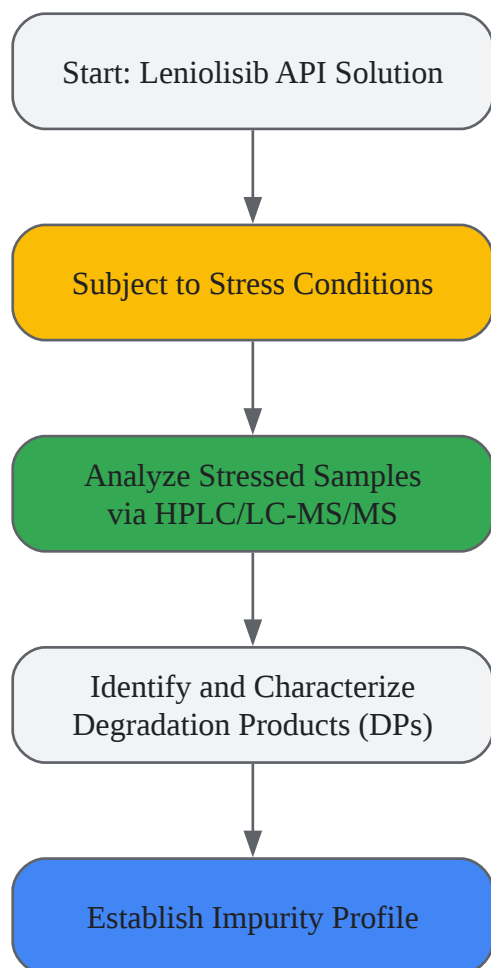 Start: Leniolisib API Solution
Subject to Stress Conditions
Analyze Stressed Samples
via HPLC/LC-MS/MS
Identify and Characterize
Degradation Products (DPs)
Establish Impurity Profile